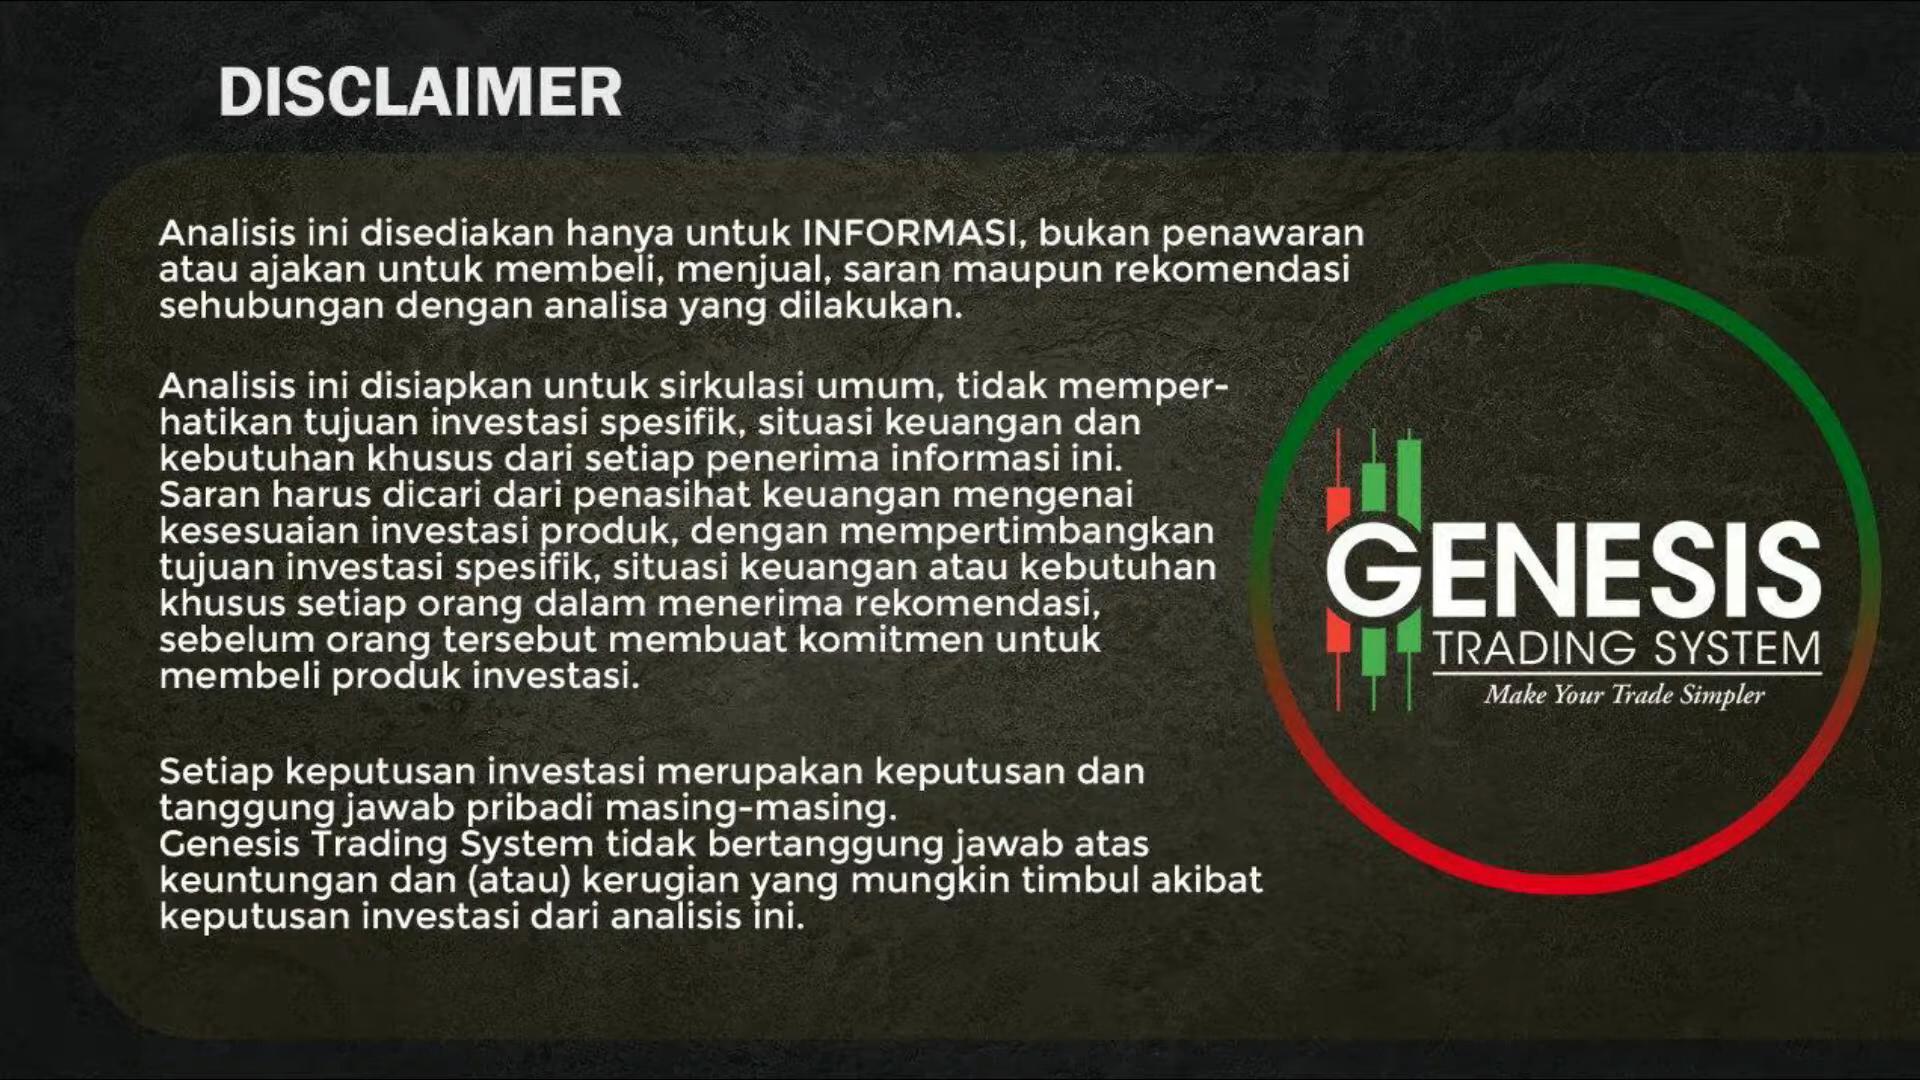 DISCLAIMER
Analisis ini disediakan hanya untuk INFORMASI, bukan penawaran
atau ajakan untuk membeli, menjual, saran maupun rekomendasi
sehubungan dengan analisa yang dilakukan.
Analisis ini disiapkan untuk sirkulasi umum, tidak memper-
hatikan tujuan investasi spesifik, situasi keuangan dan
kebutuhan khusus dari setiap penerima informasi ini.
Saran harus dicari dari penasihat keuangan mengenai
kesesuaian investasi produk, dengan mempertimbangkan
tujuan investasi spesifik, situasi keuangan atau kebutuhan
khusus setiap orang dalam menerima rekomendasi,
sebelum orang tersebut membuat komitmen untuk
membeli produk investasi.
Setiap keputusan investasi merupakan keputusan dan
tanggung jawab pribadi masing-masing.
Genesis Trading System tidak bertanggung jawab atas
keuntungan dan (atau) kerugian yang mungkin timbul akibat
keputusan investasi dari analisis ini.
GENESIS
TRADING SYSTEM
Make Your Trade Simpler